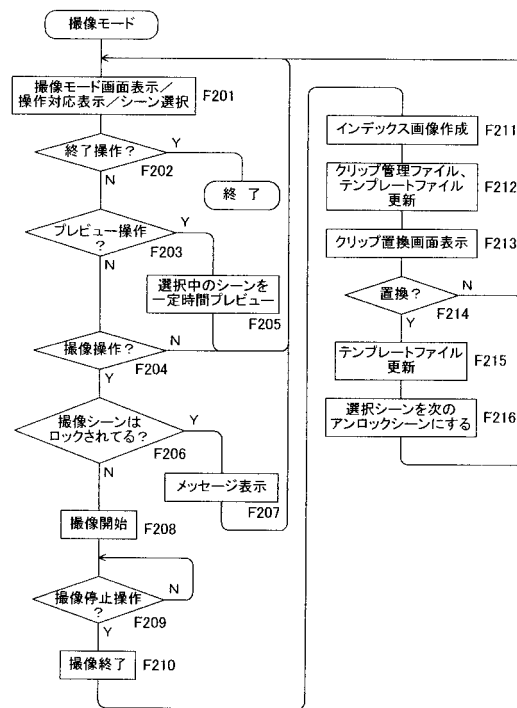 撮像モード
撮像モード画面表示／
操作対応表示／シーン選択
F201
終了操作？
Y
F202
N
終 了
プレビュー操作
？
Y
F203
N
選択中のシーンを
一定時間プレビュー
F205
撮像操作？
N
F204
Y
撮像シーンは
ロックされてる？
Y
F206
N
メッセージ表示
F207
撮像開始
F208
撮像停止操作
？
N
F209
Y
撮像終了
F210
インデックス画像作成
F211
クリップ管理ファイル、
テンプレートファイル
更新
F212
クリップ置換画面表示
F213
置換？
N
F214
Y
テンプレートファイル
更新
F215
選択シーンを次の
アンロックシーンにする
F216